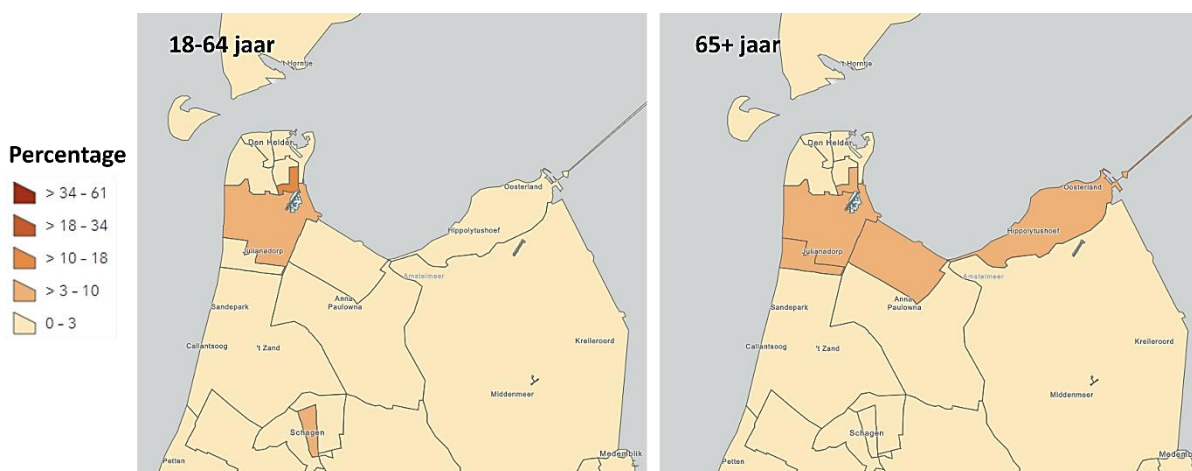 Percentage
> 34 - 61
> 18 - 34
> 10 - 18
> 3 - 10
0 - 3
18-64 jaar
't Horntje
Den Helder
Oosterland
Hippolytushoef
Julianadorp
Amstelmeer
Anna
Paulowna
Sandepark
Callantsoog
't Zand
Kreileroord
Middenmeer
Schagen
Petten
Medemblik
65+ jaar
't Horntje
Den Helder
Oosterland
Hippolytushoef
Julianadorp
Amstelmeer
Anna
Paulowna
Sandepark
Callantsoog
't Zand
Kreileroord
Middenmeer
Schagen
Petten
Medemblik